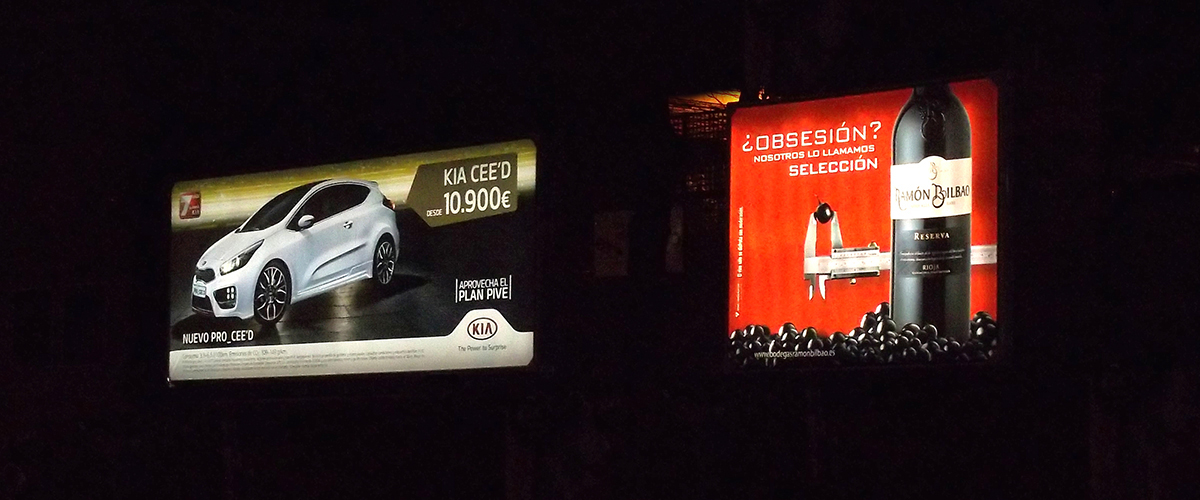 KIA CEE'D
DESDE 10.900€
7
APROVECHA EL
PLAN PIVE
NUEVO PRO_CEE'D
KIA
The Power to Surprise
¿OBSESIÓN?
NOSOTROS LO LLAMAMOS
SELECCIÓN
RAMÓN BILBAO
RESERVA
RIOJA
www.bodegasramonbilbao.es